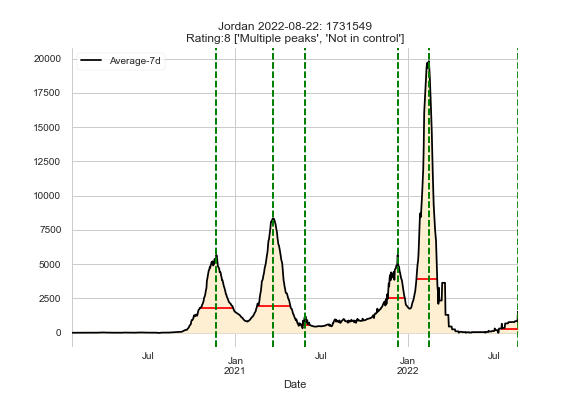 Jordan 2022-08-22: 1731549
Rating:8 ['Multiple peaks', 'Not in control']
Average-7d
20000
17500
15000
12500
10000
7500
5000
2500
0
Jul Jan Jul Jan Jul
2021 2022
Date